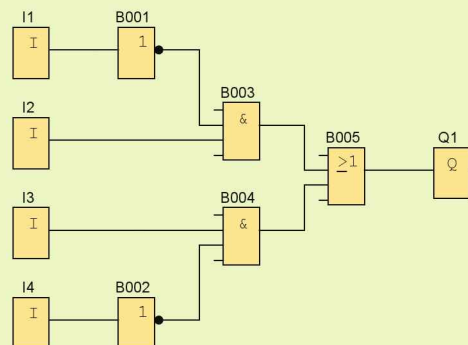 I1 B001
I 1
B003
I2 & B005 Q1
I ≥1 Q
B004
I3 &
I
I4 B002
I 1